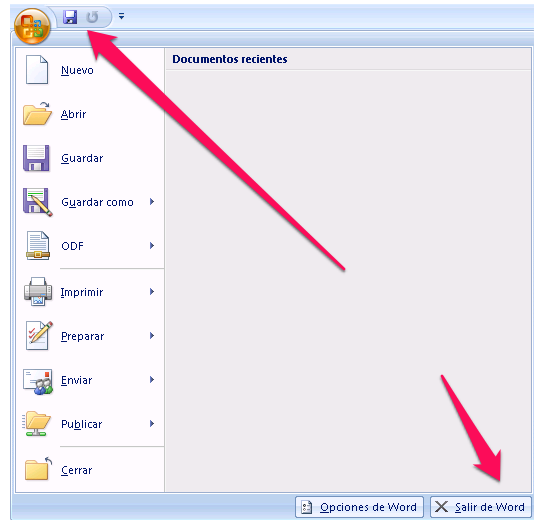 Documentos recientes
Nuevo
Abrir
Guardar
Guardar como
ODF
Imprimir
Preparar
Enviar
Publicar
Cerrar
Opciones de Word
Salir de Word